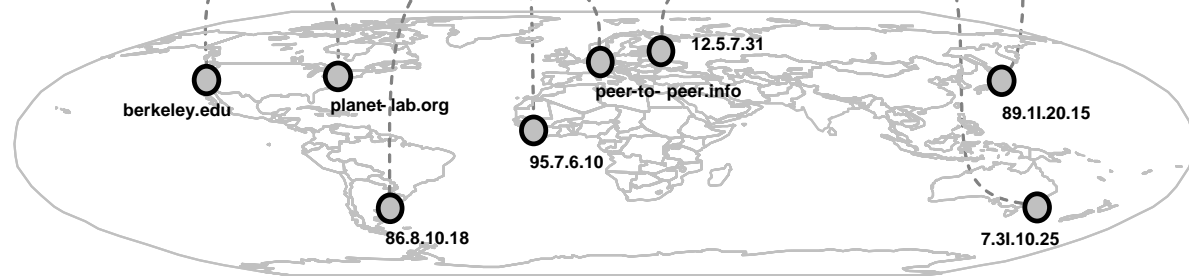 12.5.7.31
peer-to- peer.info
berkeley.edu
planet- lab.org
89.1l.20.15
95.7.6.10
86.8.10.18
7.3l.10.25